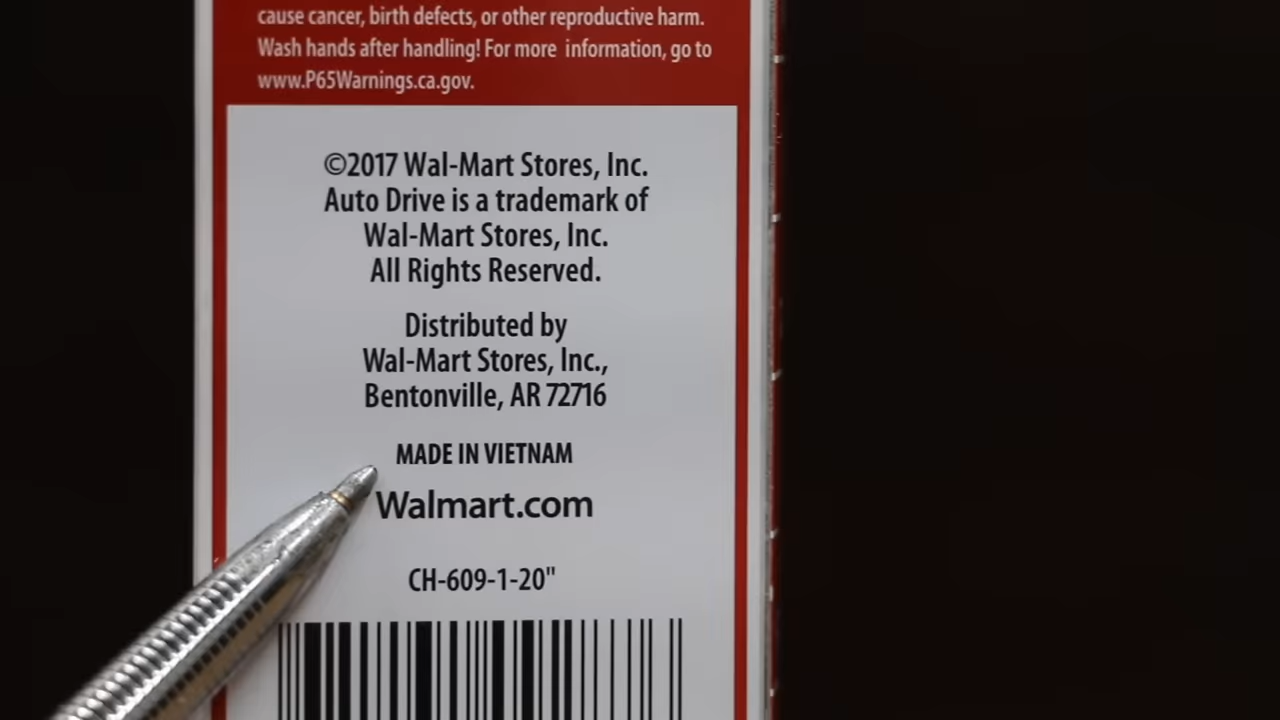 cause cancer, birth defects, or other reproductive harm.
Wash hands after handling! For more information, go to
www.P65Warnings.ca.gov.
©2017 Wal-Mart Stores, Inc.
Auto Drive is a trademark of
Wal-Mart Stores, Inc.
All Rights Reserved.
Distributed by
Wal-Mart Stores, Inc.,
Bentonville, AR 72716
MADE IN VIETNAM
Walmart.com
CH-609-1-20"